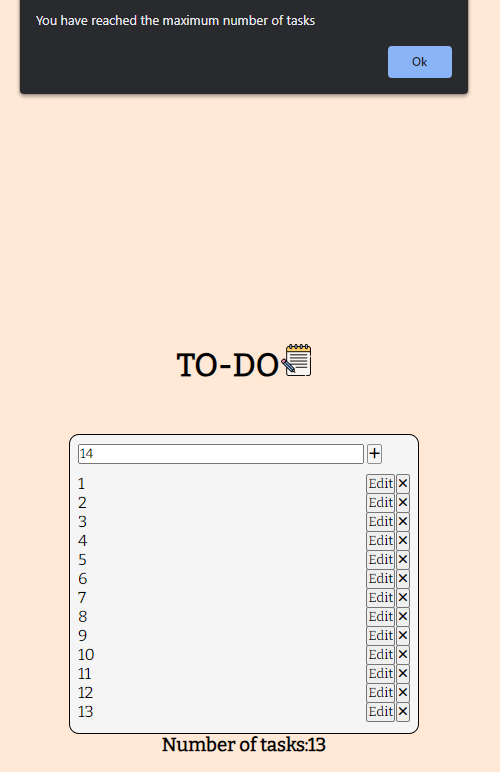 You have reached the maximum number of tasks
Ok
TO-DO
14 +
1 Edit ×
2 Edit ×
3 Edit ×
4 Edit ×
5 Edit ×
6 Edit ×
7 Edit ×
8 Edit ×
9 Edit ×
10 Edit ×
11 Edit ×
12 Edit ×
13 Edit ×
Number of tasks:13